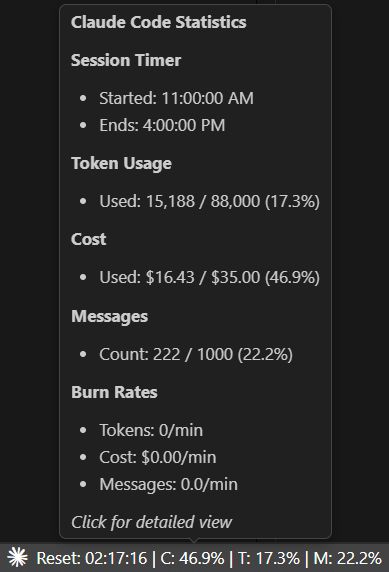 Claude Code Statistics
Session Timer
• Started: 11:00:00 AM
• Ends: 4:00:00 PM
Token Usage
• Used: 15,188 / 88,000 (17.3%)
Cost
• Used: $16.43 / $35.00 (46.9%)
Messages
• Count: 222 / 1000 (22.2%)
Burn Rates
• Tokens: 0/min
• Cost: $0.00/min
• Messages: 0.0/min
Click for detailed view
Reset: 02:17:16 | C: 46.9% | T: 17.3% | M: 22.2%